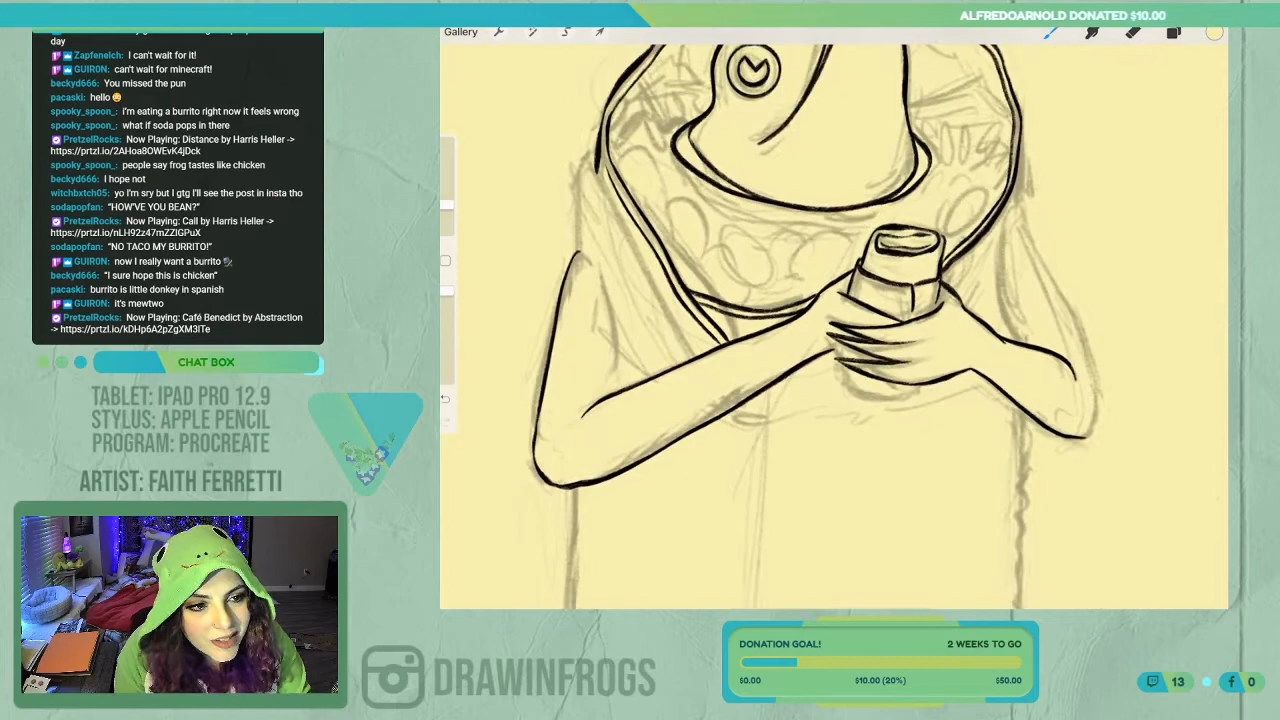 ALFREDOARNOLD DONATED $10.00
day
Zapfenelch: I can't wait for it!
GUIR0N: can't wait for minecraft!
beckyd666: You missed the pun
pacaski: hello
spooky_spoon_: i'm eating a burrito right now it feels wrong
spooky_spoon_: what if soda pops in there
PretzelRocks: Now Playing: Distance by Harris Heller ->
https://prtzl.io/2AHoa8OWEvK4jDck
spooky_spoon_: people say frog tastes like chicken
beckyd666: I hope not
witchbxtch05: yo I'm sry but I gtg I'll see the post in insta tho
sodapopfan: "HOW'VE YOU BEAN?"
PretzelRocks: Now Playing: Call by Harris Heller ->
https://prtzl.io/nLH92z47mZZlGPuX
sodapopfan: "NO TACO MY BURRITO!"
GUIR0N: now I really want a burrito
beckyd666: "I sure hope this is chicken"
pacaski: burrito is little donkey in spanish
GUIR0N: it's mewtwo
PretzelRocks: Now Playing: Café Benedict by Abstraction
-> https://prtzl.io/kDHp6A2pZgXM3lTe
CHAT BOX
TABLET: IPAD PRO 12.9
STYLUS: APPLE PENCIL
PROGRAM: PROCREATE
ARTIST: FAITH FERRETTI
Gallery
DRAWINFROGS
DONATION GOAL! 2 WEEKS TO GO
$0.00 $10.00 (20%) $50.00
13 0